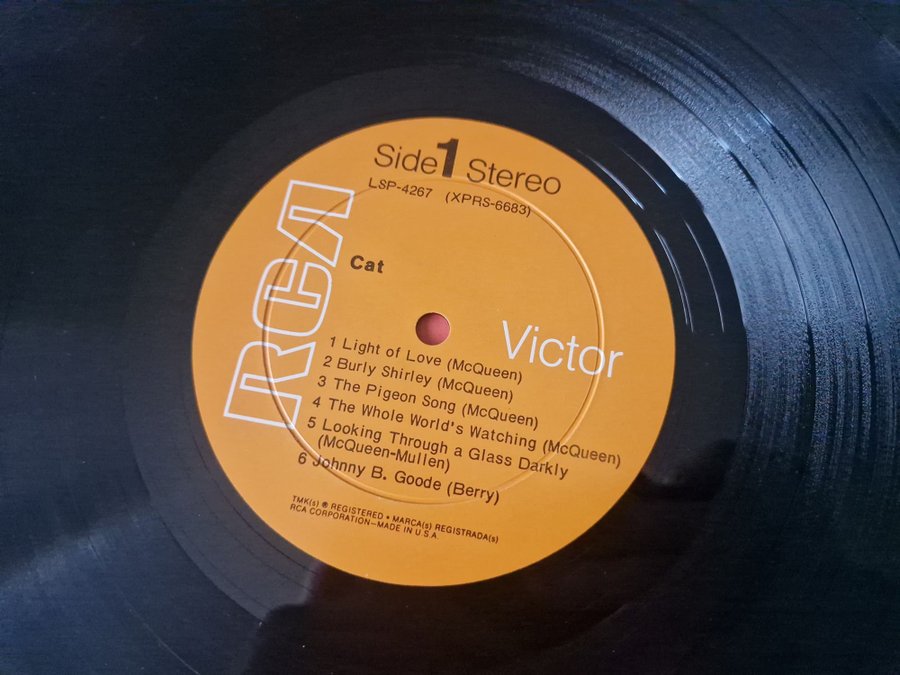 Side 1 Stereo
LSP-4267 (XPRS-6683)
RCA
Cat
Victor
1 Light of Love (McQueen)
2 Burly Shirley (McQueen)
3 The Pigeon Song (McQueen)
4 The Whole World's Watching (McQueen)
5 Looking Through a Glass Darkly
(McQueen-Mullen)
6 Johnny B. Goode (Berry)
TMK(s) ® REGISTERED • MARCA(s) REGISTRADA(s)
RCA CORPORATION—MADE IN U.S.A.